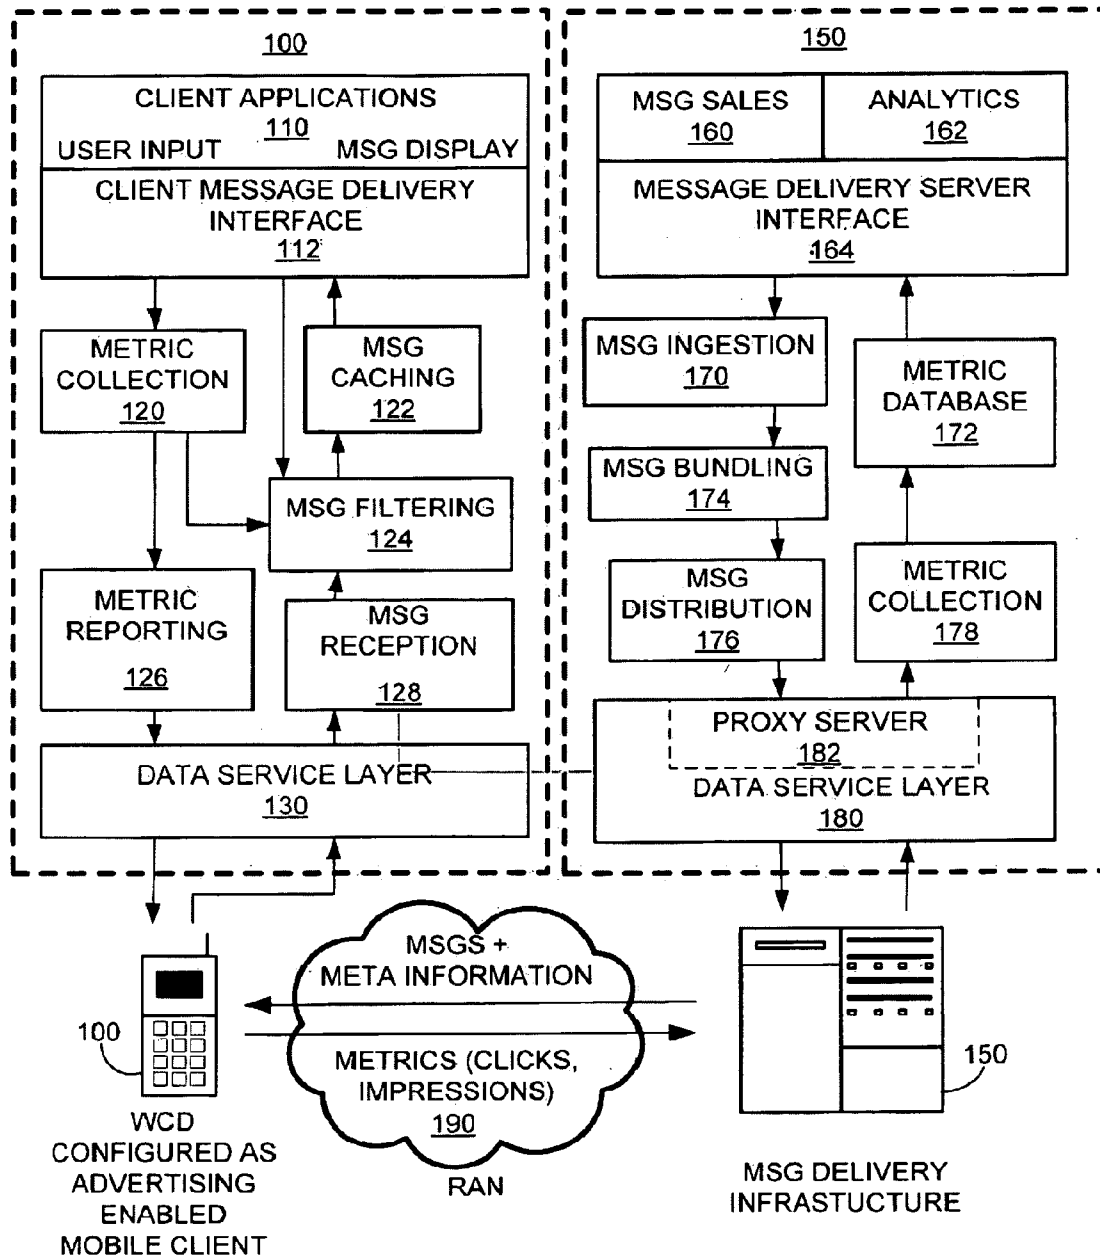 100
CLIENT APPLICATIONS
110
USER INPUT
MSG DISPLAY
CLIENT MESSAGE DELIVERY
INTERFACE
112
METRIC
COLLECTION
120
MSG
CACHING
122
MSG FILTERING
124
METRIC
REPORTING
126
MSG
RECEPTION
128
DATA SERVICE LAYER
130
150
MSG SALES
160
ANALYTICS
162
MESSAGE DELIVERY SERVER
INTERFACE
164
MSG INGESTION
170
METRIC
DATABASE
172
MSG BUNDLING
174
MSG
DISTRIBUTION
176
METRIC
COLLECTION
178
PROXY SERVER
182
DATA SERVICE LAYER
180
MSGS +
META INFORMATION
METRICS (CLICKS,
IMPRESSIONS)
190
RAN
100
WCD
CONFIGURED AS
ADVERTISING
ENABLED
MOBILE CLIENT
150
MSG DELIVERY
INFRASTUCTURE